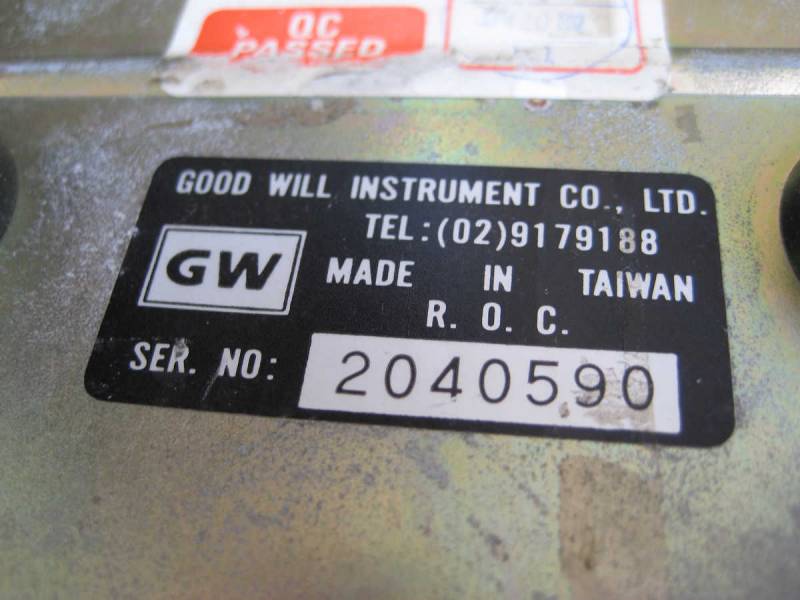 QC
PASSED
GOOD WILL INSTRUMENT CO., LTD.
TEL:(02)9179188
GW
MADE IN TAIWAN
R. O. C.
SER. NO: 2040590